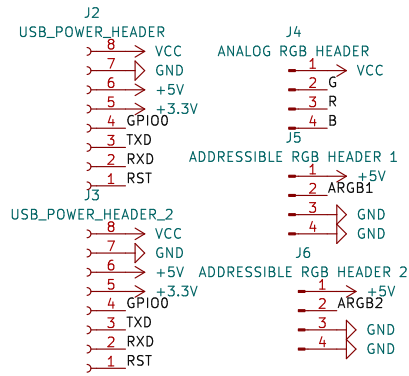 J2
USB_POWER_HEADER
8 VCC
7 GND
6 +5V
5 +3.3V
4 GPIO0
3 TXD
2 RXD
1 RST
J3
USB_POWER_HEADER_2
8 VCC
7 GND
6 +5V
5 +3.3V
4 GPIO0
3 TXD
2 RXD
1 RST
J4
ANALOG RGB HEADER
1 VCC
2 G
3 R
4 B
J5
ADDRESSIBLE RGB HEADER 1
1 +5V
2 ARGB1
3 GND
4 GND
J6
ADDRESSIBLE RGB HEADER 2
1 +5V
2 ARGB2
3 GND
4 GND